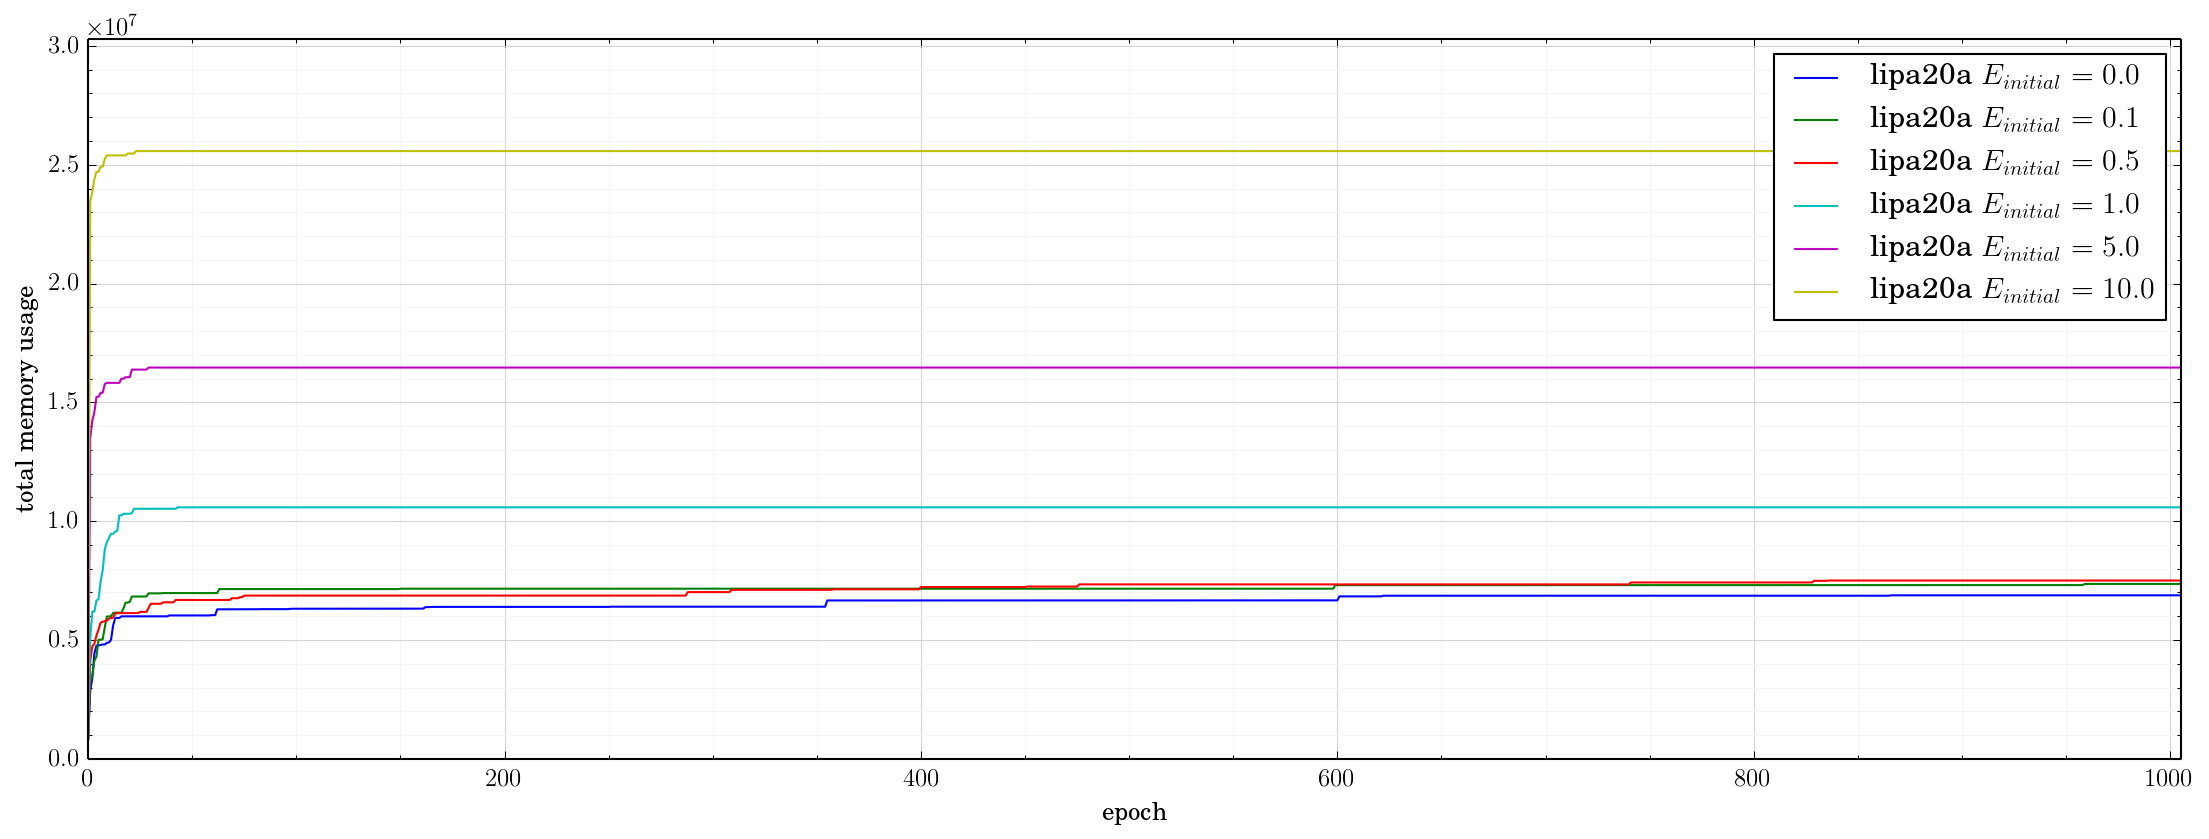 ×10⁷
3.0
2.5
2.0
1.5
1.0
0.5
0.0
total memory usage
0 200 400 600 800 1000
epoch
lipa20a E_initial = 0.0
lipa20a E_initial = 0.1
lipa20a E_initial = 0.5
lipa20a E_initial = 1.0
lipa20a E_initial = 5.0
lipa20a E_initial = 10.0